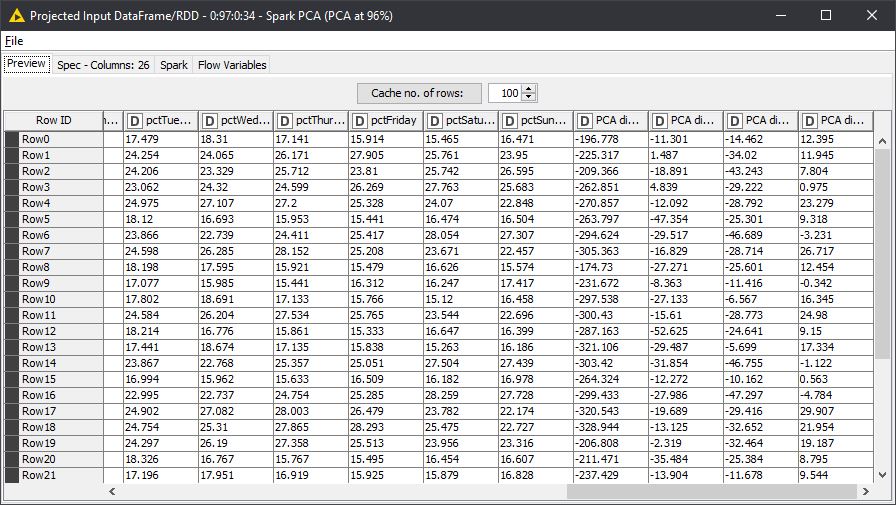 Projected Input DataFrame/RDD - 0:97:0:34 - Spark PCA (PCA at 96%)
File
Preview Spec - Columns: 26 Spark Flow Variables
Cache no. of rows: 100
Row ID n... D pctTue... D pctWed... D pctThur... D pctFriday D pctSatu... D pctSun... D PCA di... D PCA di... D PCA di... D PCA di...
Row0 17.479 18.31 17.141 15.914 15.465 16.471 -196.778 -11.301 -14.462 12.395
Row1 24.254 24.065 26.171 27.905 25.761 23.95 -225.317 1.487 -34.02 11.945
Row2 24.206 23.329 25.712 23.81 25.742 26.595 -209.366 -18.891 -43.243 7.804
Row3 23.062 24.32 24.599 26.269 27.763 25.683 -262.851 4.839 -29.222 0.975
Row4 24.975 27.107 27.2 25.328 24.07 22.848 -270.857 -12.092 -28.792 23.279
Row5 18.12 16.693 15.953 15.441 16.474 16.504 -263.797 -47.354 -25.301 9.318
Row6 23.866 22.739 24.411 25.417 28.054 27.307 -294.624 -29.517 -46.689 -3.231
Row7 24.598 26.285 28.152 25.208 23.671 22.457 -305.363 -16.829 -28.714 26.717
Row8 18.198 17.595 15.921 15.479 16.626 15.574 -174.73 -27.271 -25.601 12.454
Row9 17.077 15.985 15.441 16.312 16.247 17.417 -231.672 -8.363 -11.416 -0.342
Row10 17.802 18.691 17.133 15.766 15.12 16.458 -297.538 -27.133 -6.567 16.345
Row11 24.584 26.204 27.534 25.765 23.544 22.696 -300.43 -15.61 -28.773 24.98
Row12 18.214 16.776 15.861 15.333 16.647 16.399 -287.163 -52.625 -24.641 9.15
Row13 17.441 18.674 17.135 15.838 15.263 16.186 -321.106 -29.487 -5.699 17.334
Row14 23.867 22.768 25.357 25.051 27.504 27.439 -303.42 -31.854 -46.755 -1.122
Row15 16.994 15.962 15.633 16.509 16.182 16.978 -264.324 -12.272 -10.162 0.563
Row16 22.995 22.737 24.754 25.285 28.259 27.728 -299.433 -27.986 -47.297 -4.784
Row17 24.902 27.082 28.003 26.479 23.782 22.174 -320.543 -19.689 -29.416 29.907
Row18 24.754 25.31 27.865 28.293 25.475 22.727 -328.944 -13.125 -32.652 21.954
Row19 24.297 26.19 27.358 25.513 23.956 23.316 -206.808 -2.319 -32.464 19.187
Row20 18.326 16.767 15.767 15.495 16.454 16.607 -211.471 -35.484 -25.384 8.795
Row21 17.196 17.951 16.919 15.925 15.879 16.828 -237.429 -13.904 -11.678 9.544